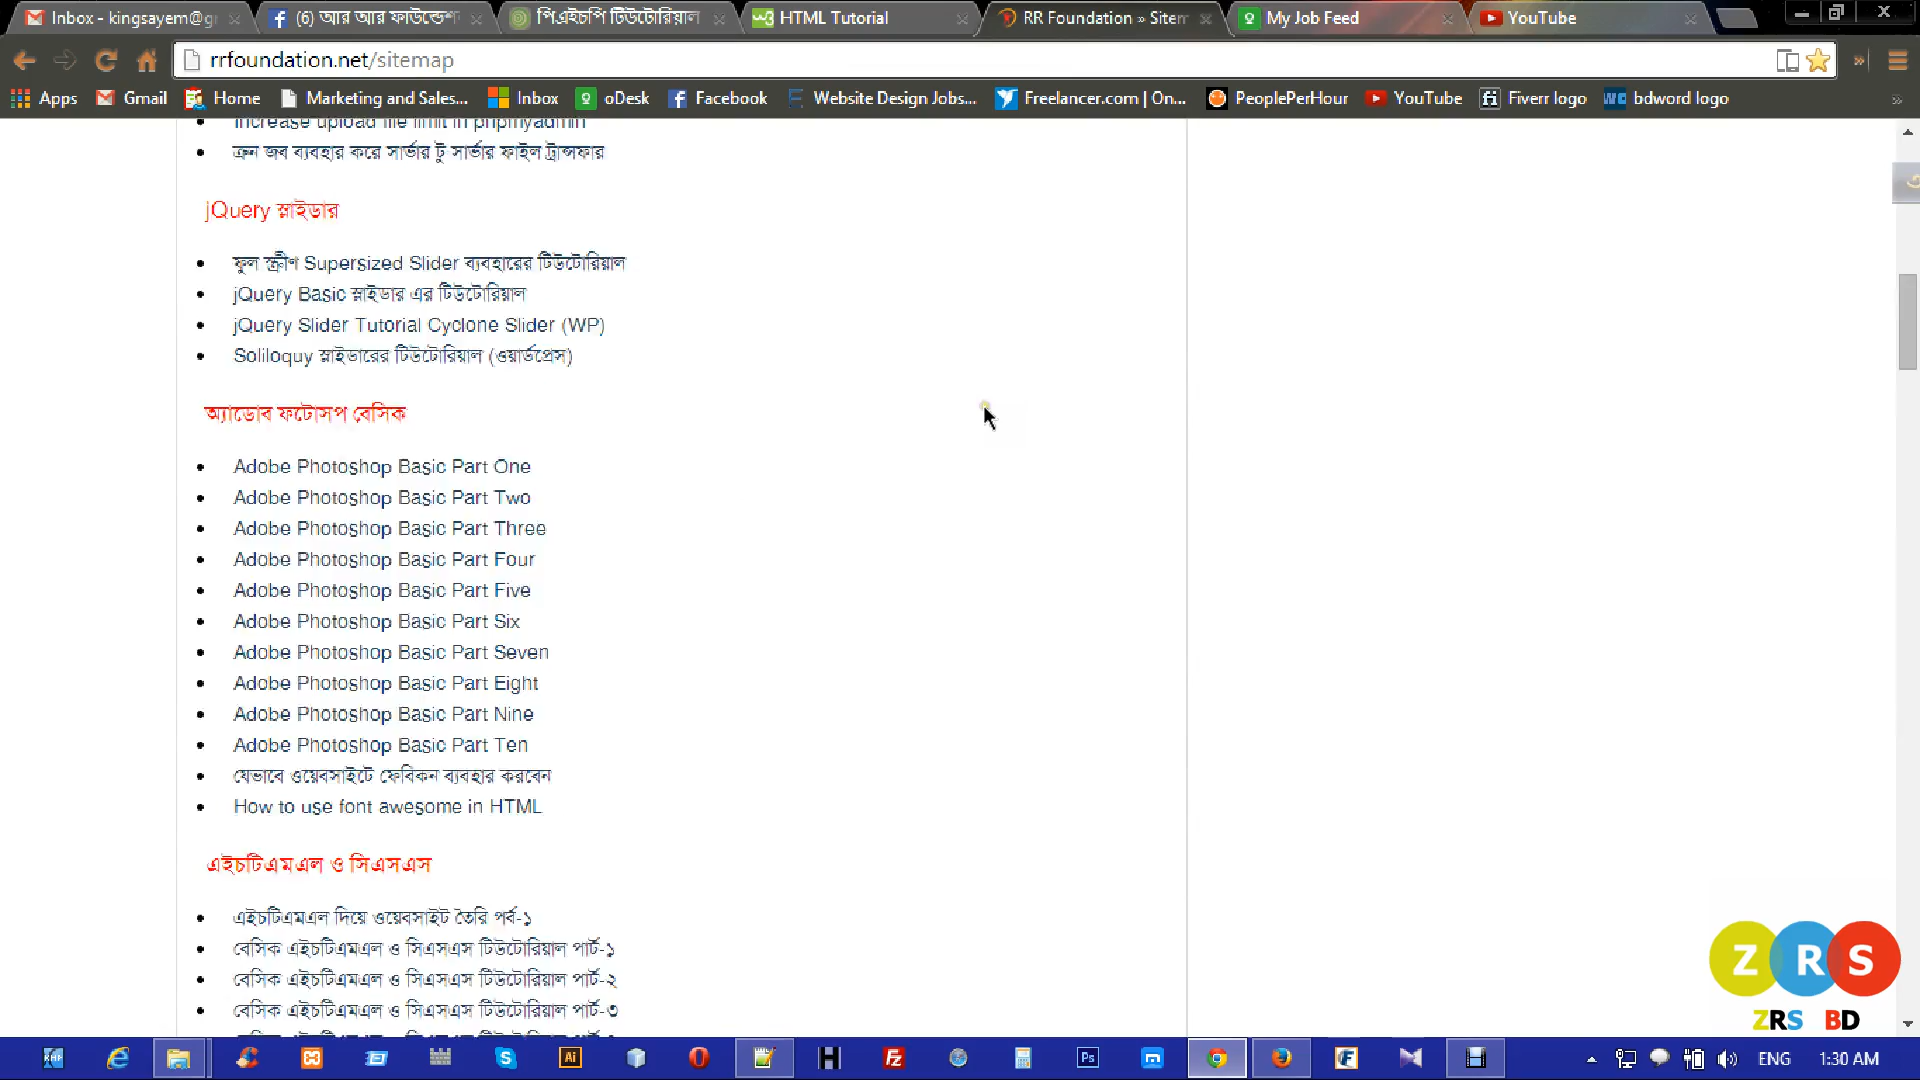 Inbox - kingsayem@gr
(6) আর আর ফাউন্ডেশ
পিএইচপি টিউটোরিয়াল
HTML Tutorial
RR Foundation » Sitem
My Job Feed
YouTube
rrfoundation.net/sitemap
Apps
Gmail
Home
Marketing and Sales...
Inbox
oDesk
Facebook
Website Design Jobs...
Freelancer.com | On...
PeoplePerHour
YouTube
Fiverr logo
bdword logo
Increase upload file limit in phpmyadmin
ক্রন জব ব্যবহার করে সার্ভার টু সার্ভার ফাইল ট্রান্সফার
jQuery স্লাইডার
ফুল স্ক্রীণ Supersized Slider ব্যবহারের টিউটোরিয়াল
jQuery Basic স্লাইডার এর টিউটোরিয়াল
jQuery Slider Tutorial Cyclone Slider (WP)
Soliloquy স্লাইডারের টিউটোরিয়াল (ওয়ার্ডপ্রেস)
অ্যাডোব ফটোসপ বেসিক
Adobe Photoshop Basic Part One
Adobe Photoshop Basic Part Two
Adobe Photoshop Basic Part Three
Adobe Photoshop Basic Part Four
Adobe Photoshop Basic Part Five
Adobe Photoshop Basic Part Six
Adobe Photoshop Basic Part Seven
Adobe Photoshop Basic Part Eight
Adobe Photoshop Basic Part Nine
Adobe Photoshop Basic Part Ten
যেভাবে ওয়েবসাইটে ফেবিকন ব্যবহার করবেন
How to use font awesome in HTML
এইচটিএমএল ও সিএসএস
এইচটিএমএল দিয়ে ওয়েবসাইট তৈরি পর্ব-১
বেসিক এইচটিএমএল ও সিএসএস টিউটোরিয়াল পার্ট-১
বেসিক এইচটিএমএল ও সিএসএস টিউটোরিয়াল পার্ট-২
বেসিক এইচটিএমএল ও সিএসএস টিউটোরিয়াল পার্ট-৩
ZRS
ZRS BD
ENG
1:30 AM